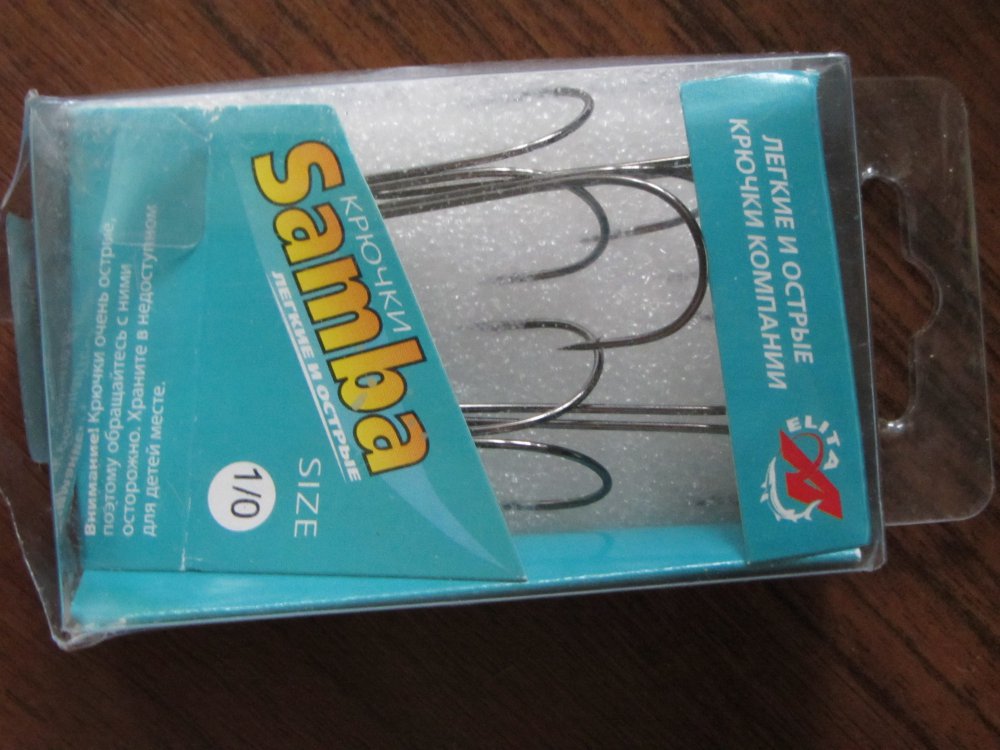 ЛЕГКИЕ И ОСТРЫЕ
КРЮЧКИ КОМПАНИИ
ELITA
КРЮЧКИ
Samba
ЛЕГКИЕ И ОСТРЫЕ
SIZE
1/0
Внимание! Крючки очень острые,
поэтому обращайтесь с ними
осторожно. Храните в недоступном
для детей месте.